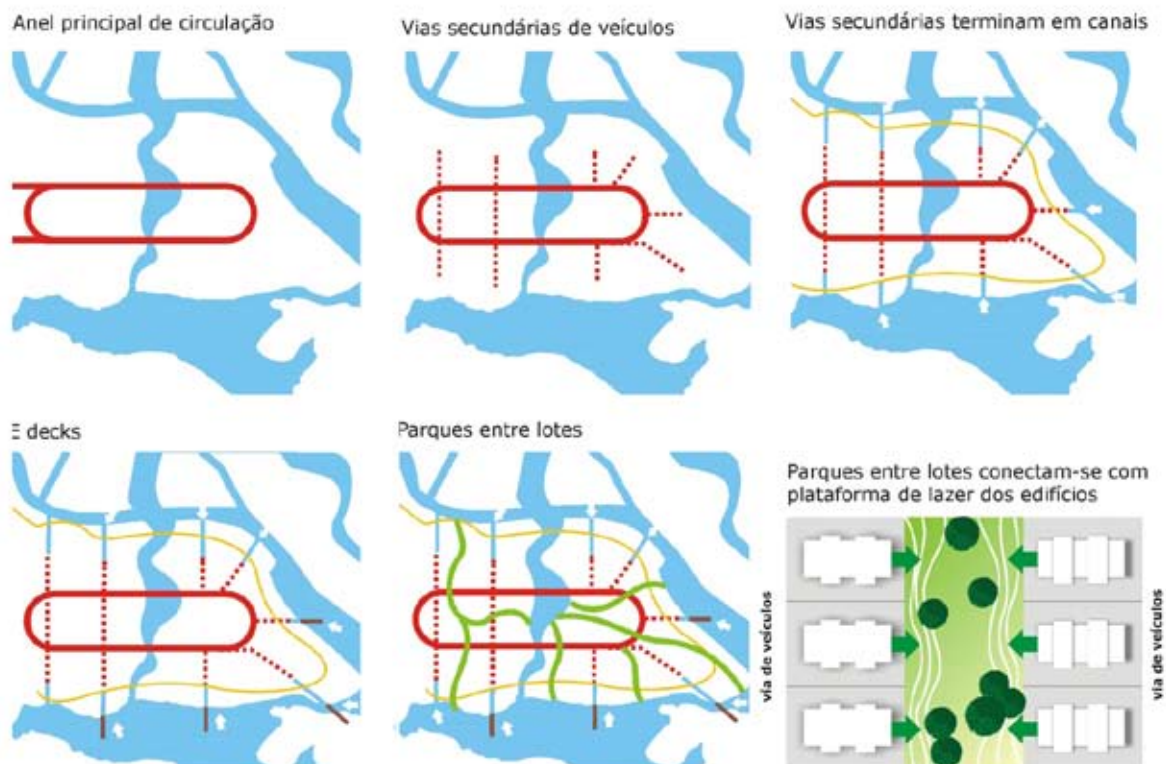 Anel principal de circulação
Vias secundárias de veículos
Vias secundárias terminam em canais
E decks
Parques entre lotes
Parques entre lotes conectam-se com
plataforma de lazer dos edifícios
via de veículos
via de veículos